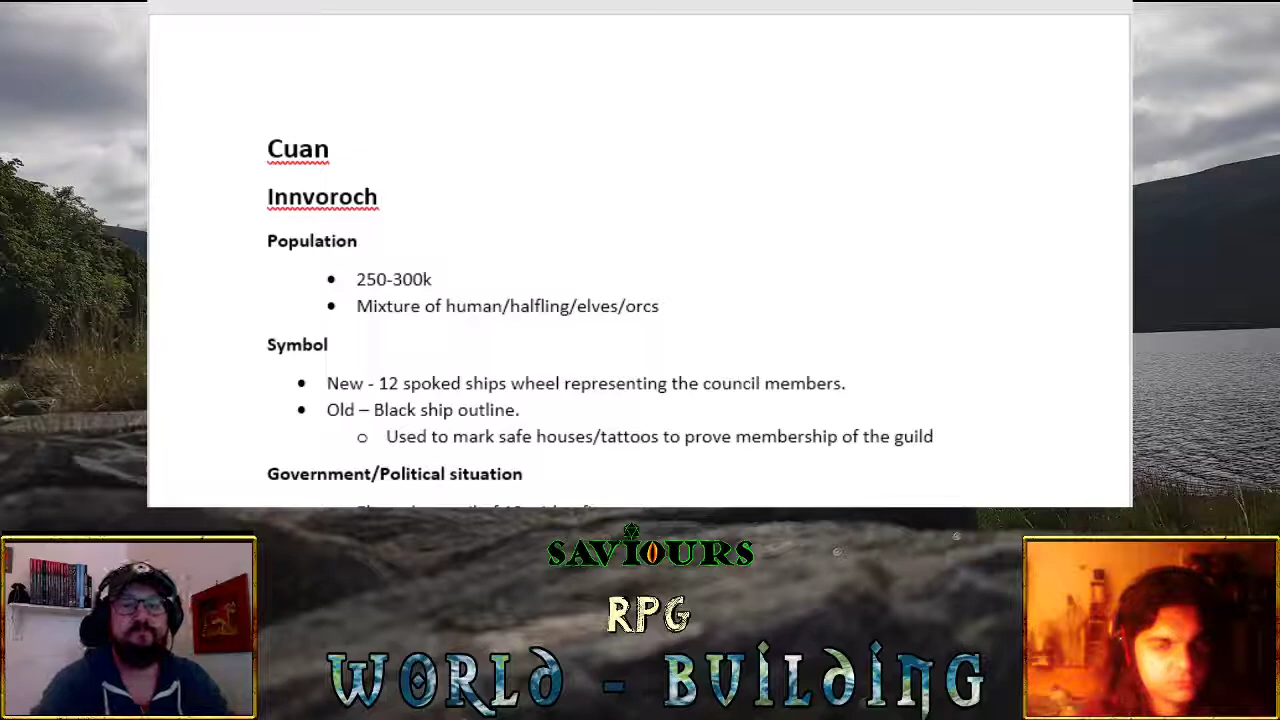 Cuan
Innvoroch
Population
250-300k
Mixture of human/halfling/elves/orcs
Symbol
New - 12 spoked ships wheel representing the council members.
Old – Black ship outline.
Used to mark safe houses/tattoos to prove membership of the guild
Government/Political situation
SAVIOURS
RPG
WORLD - BUILDING